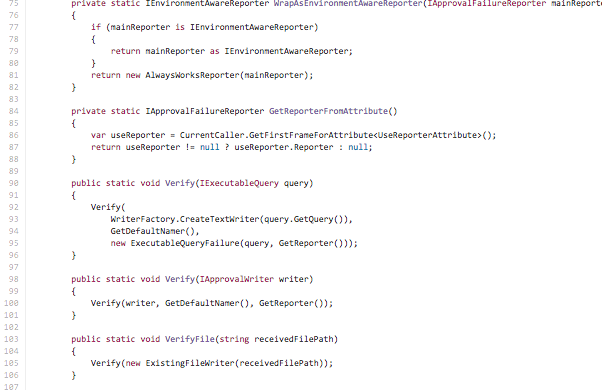 75 private static IEnvironmentAwareReporter WrapAsEnvironmentAwareReporter(IApprovalFailureReporter mainReporte
76 {
77 if (mainReporter is IEnvironmentAwareReporter)
78 {
79 return mainReporter as IEnvironmentAwareReporter;
80 }
81 return new AlwaysWorksReporter(mainReporter);
82 }
83
84 private static IApprovalFailureReporter GetReporterFromAttribute()
85 {
86 var useReporter = CurrentCaller.GetFirstFrameForAttribute<UseReporterAttribute>();
87 return useReporter != null ? useReporter.Reporter : null;
88 }
89
90 public static void Verify(IExecutableQuery query)
91 {
92 Verify(
93 WriterFactory.CreateTextWriter(query.GetQuery()),
94 GetDefaultNamer(),
95 new ExecutableQueryFailure(query, GetReporter()));
96 }
97
98 public static void Verify(IApprovalWriter writer)
99 {
100 Verify(writer, GetDefaultNamer(), GetReporter());
101 }
102
103 public static void VerifyFile(string receivedFilePath)
104 {
105 Verify(new ExistingFileWriter(receivedFilePath));
106 }
107